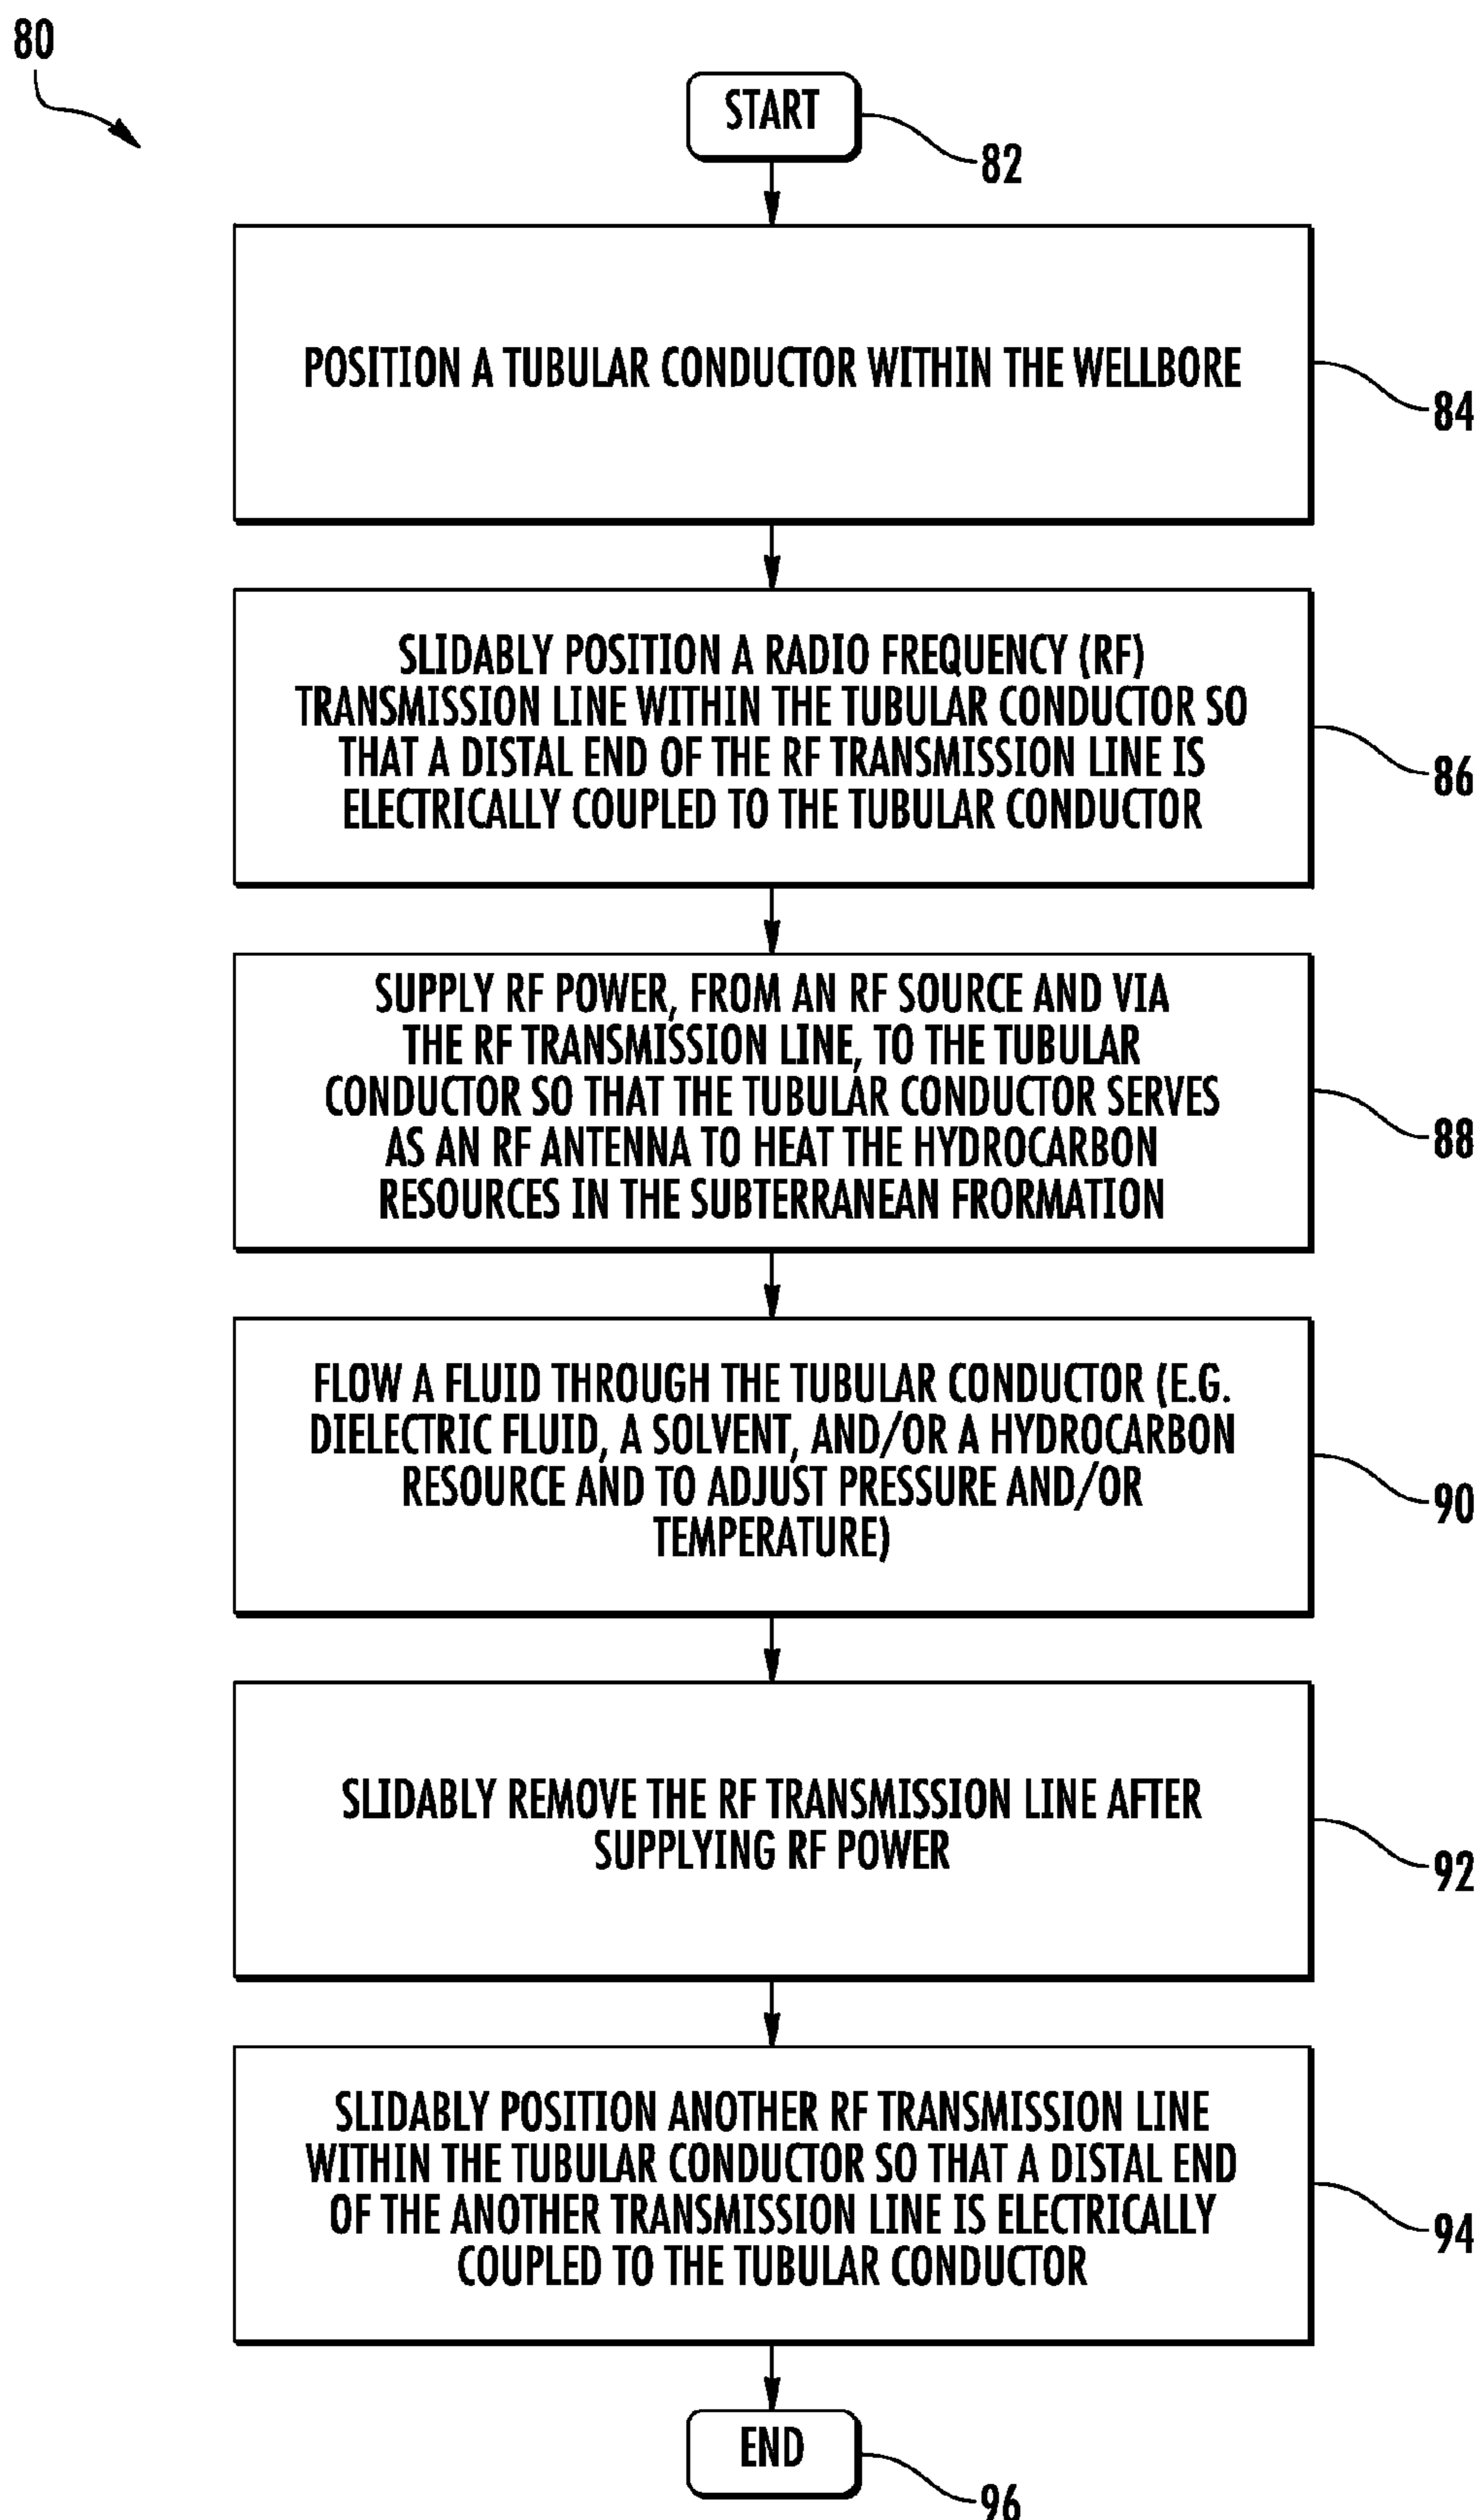 80
START
82
POSITION A TUBULAR CONDUCTOR WITHIN THE WELLBORE
84
SLIDABLY POSITION A RADIO FREQUENCY (RF)
TRANSMISSION LINE WITHIN THE TUBULAR CONDUCTOR SO
THAT A DISTAL END OF THE RF TRANSMISSION LINE IS
ELECTRICALLY COUPLED TO THE TUBULAR CONDUCTOR
86
SUPPLY RF POWER, FROM AN RF SOURCE AND VIA
THE RF TRANSMISSION LINE, TO THE TUBULAR
CONDUCTOR SO THAT THE TUBULAR CONDUCTOR SERVES
AS AN RF ANTENNA TO HEAT THE HYDROCARBON
RESOURCES IN THE SUBTERRANEAN FRORMATION
88
FLOW A FLUID THROUGH THE TUBULAR CONDUCTOR (E.G.
DIELECTRIC FLUID, A SOLVENT, AND/OR A HYDROCARBON
RESOURCE AND TO ADJUST PRESSURE AND/OR
TEMPERATURE)
90
SLIDABLY REMOVE THE RF TRANSMISSION LINE AFTER
SUPPLYING RF POWER
92
SLIDABLY POSITION ANOTHER RF TRANSMISSION LINE
WITHIN THE TUBULAR CONDUCTOR SO THAT A DISTAL END
OF THE ANOTHER TRANSMISSION LINE IS ELECTRICALLY
COUPLED TO THE TUBULAR CONDUCTOR
94
END
96